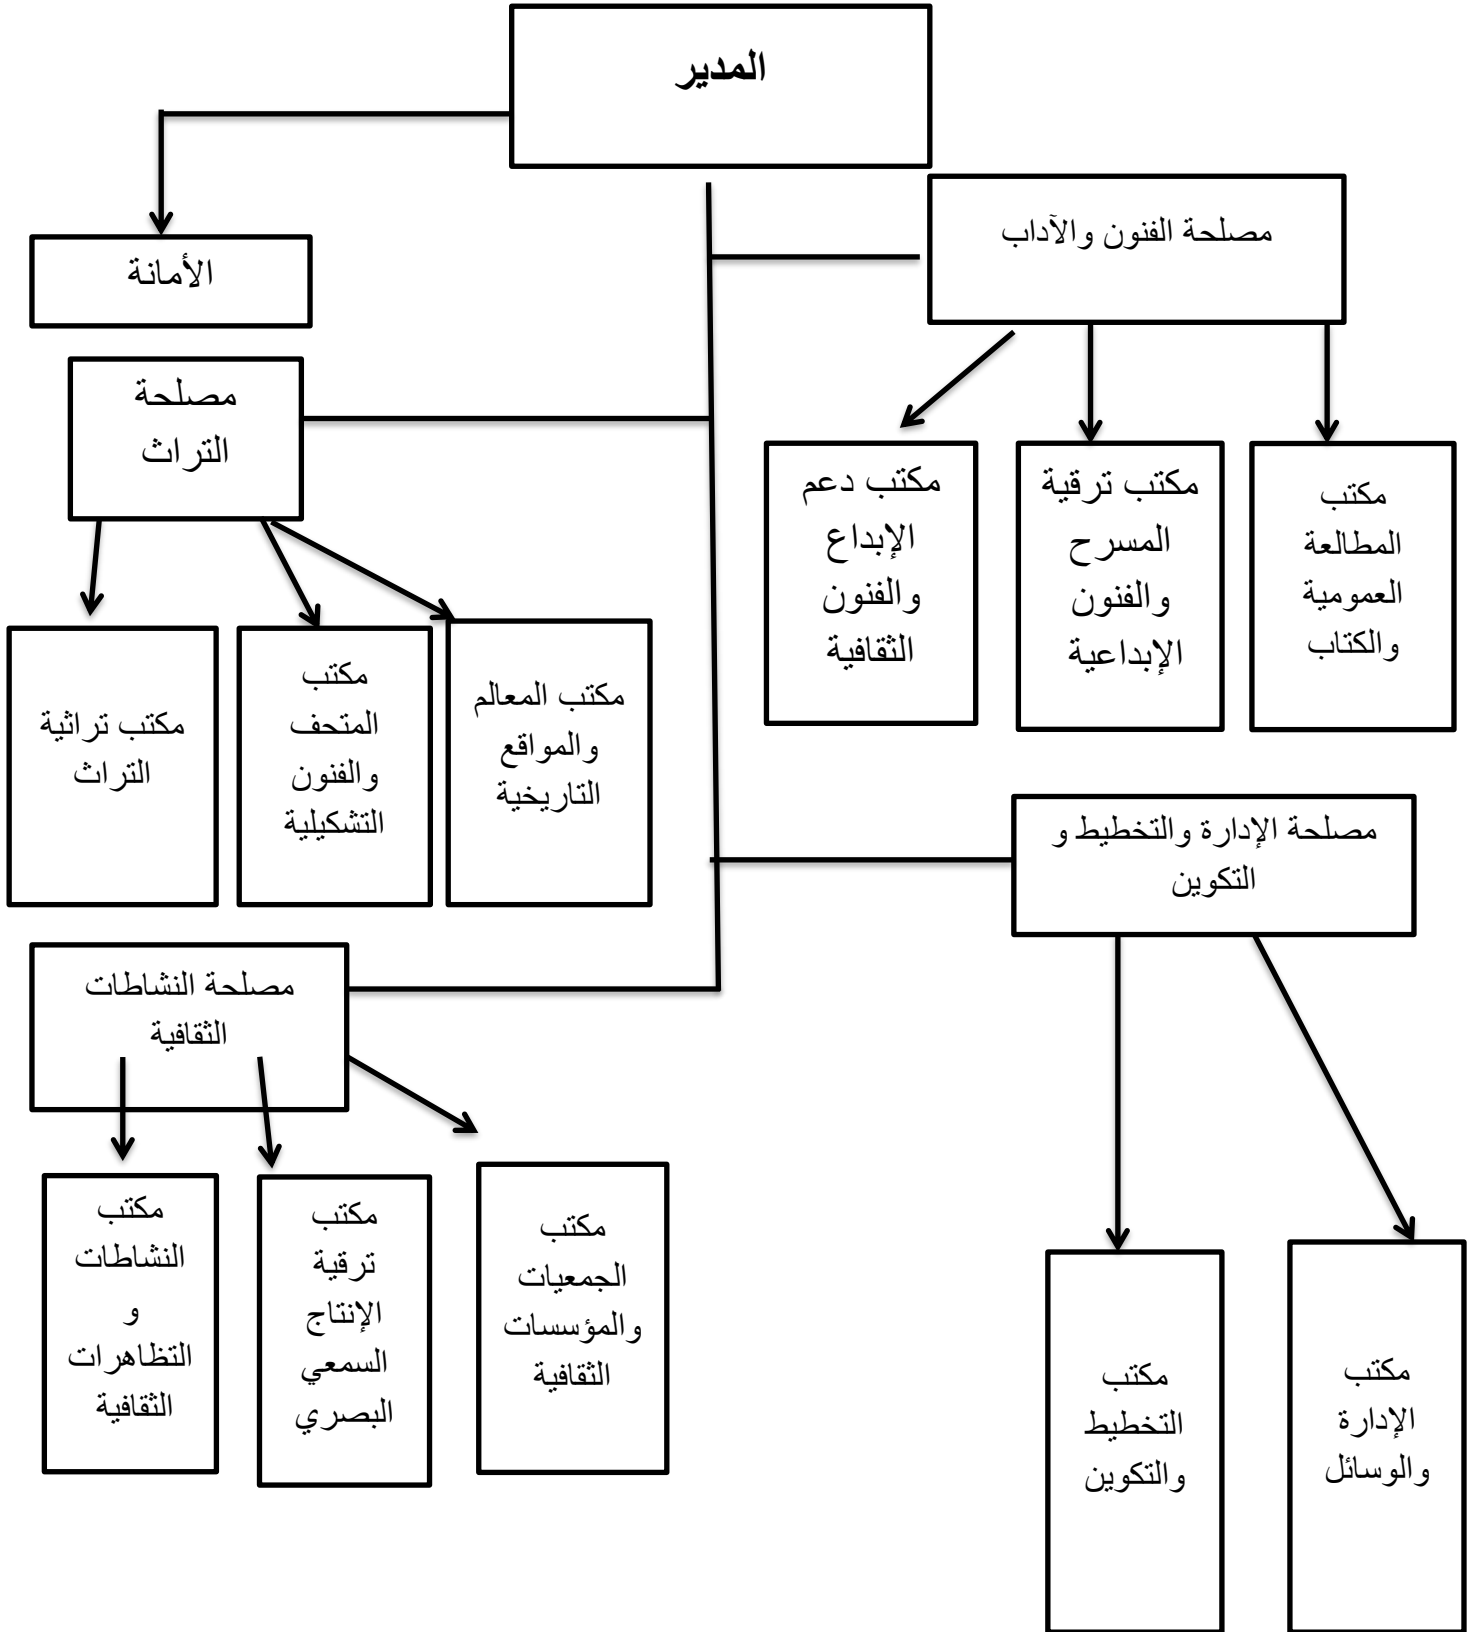 المدير
مصلحة الفنون والآداب
الأمانة
مصلحة
التراث
مكتب المطالعة
العمومية
والكتاب
مكتب ترقية
المسرح
والفنون
الإبداعية
مكتب دعم
الإبداع
والفنون
الثقافية
مكتب المعالم
والمواقع
التاريخية
مكتب
المتحف
والفنون
التشكيلية
مكتب تراثية
التراث
مصلحة الإدارة والتخطيط و
التكوين
مصلحة النشاطات
الثقافية
مكتب
الجمعيات
والمؤسسات
الثقافية
مكتب
ترقية
الإنتاج
السمعي
البصري
مكتب
النشاطات
و
التظاهرات
الثقافية
مكتب
الإدارة
والوسائل
مكتب
التخطيط
والتكوين